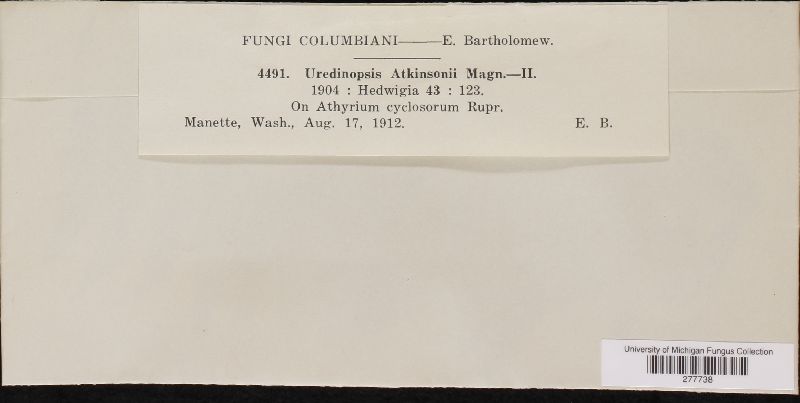 FUNGI COLUMBIANI——E. Bartholomew.
4491. Uredinopsis Atkinsonii Magn.—II.
1904 : Hedwigia 43 : 123.
On Athyrium cyclosorum Rupr.
Manette, Wash., Aug. 17, 1912. E. B.
University of Michigan Fungus Collection
277738